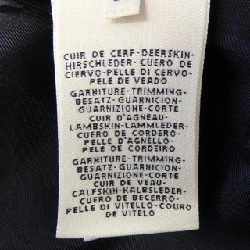 CUIR DE CERF-DEERSKIN-
HIRSCHLEDER-CUERO DE
CIERVO-PELLE DI CERVO-
PELE DE VEADO
GARNITURE-TRIMMING-
BESATZ-GUARNICION-
GUARNIZIONE-CORTE
CUIR D'AGNEAU-
LAMBSKIN-LAMMLEDER-
CUERO DE CORDERO-
PELLE D'AGNELLO-
PELE DE CORDEIRO
GARNITURE-TRIMMING-
BESATZ-GUARNICION-
GUARNIZIONE-CORTE
CUIR DE VEAU-
CALFSKIN-KALBSLEDER-
CUERO DE BECERRO-
PELLE DI VITELLO-COURO
DE VITELO